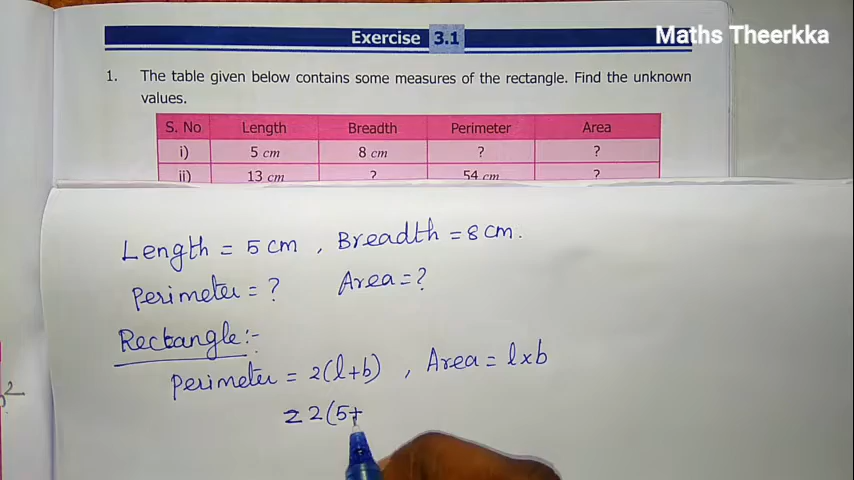 Maths Theerkka
Exercise 3.1
1. The table given below contains some measures of the rectangle. Find the unknown
values.
S. No Length Breadth Perimeter Area
i) 5 cm 8 cm ? ?
ii) 13 cm ? 54 cm ?
Length = 5 cm , Breadth = 8 cm.
Perimeter = ? Area = ?
Rectangle :-
Perimeter = 2(l+b) , Area = l×b
= 2(5+
2